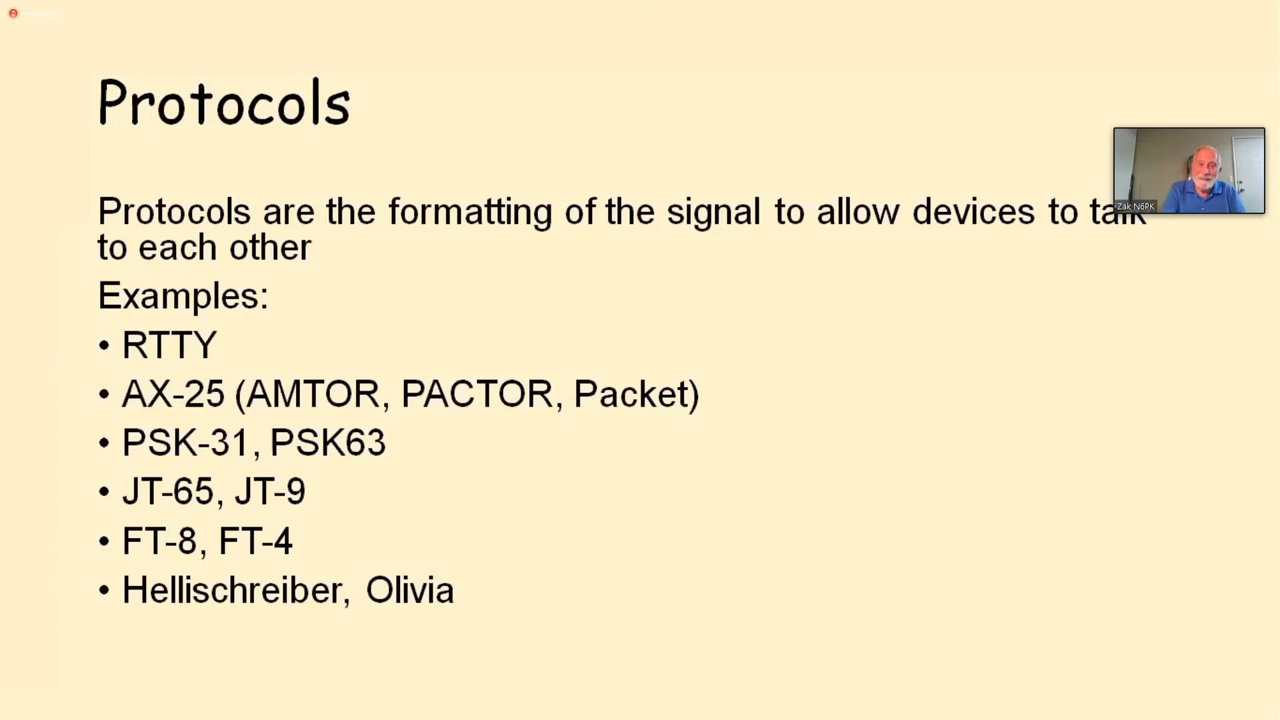 Protocols
Protocols are the formatting of the signal to allow devices to talk
to each other
Examples:
• RTTY
• AX-25 (AMTOR, PACTOR, Packet)
• PSK-31, PSK63
• JT-65, JT-9
• FT-8, FT-4
• Hellischreiber, Olivia
Zak N6PK